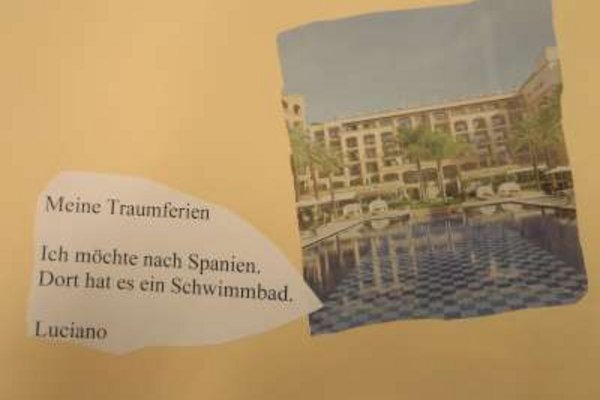 Meine Traumferien
Ich möchte nach Spanien.
Dort hat es ein Schwimmbad.
Luciano